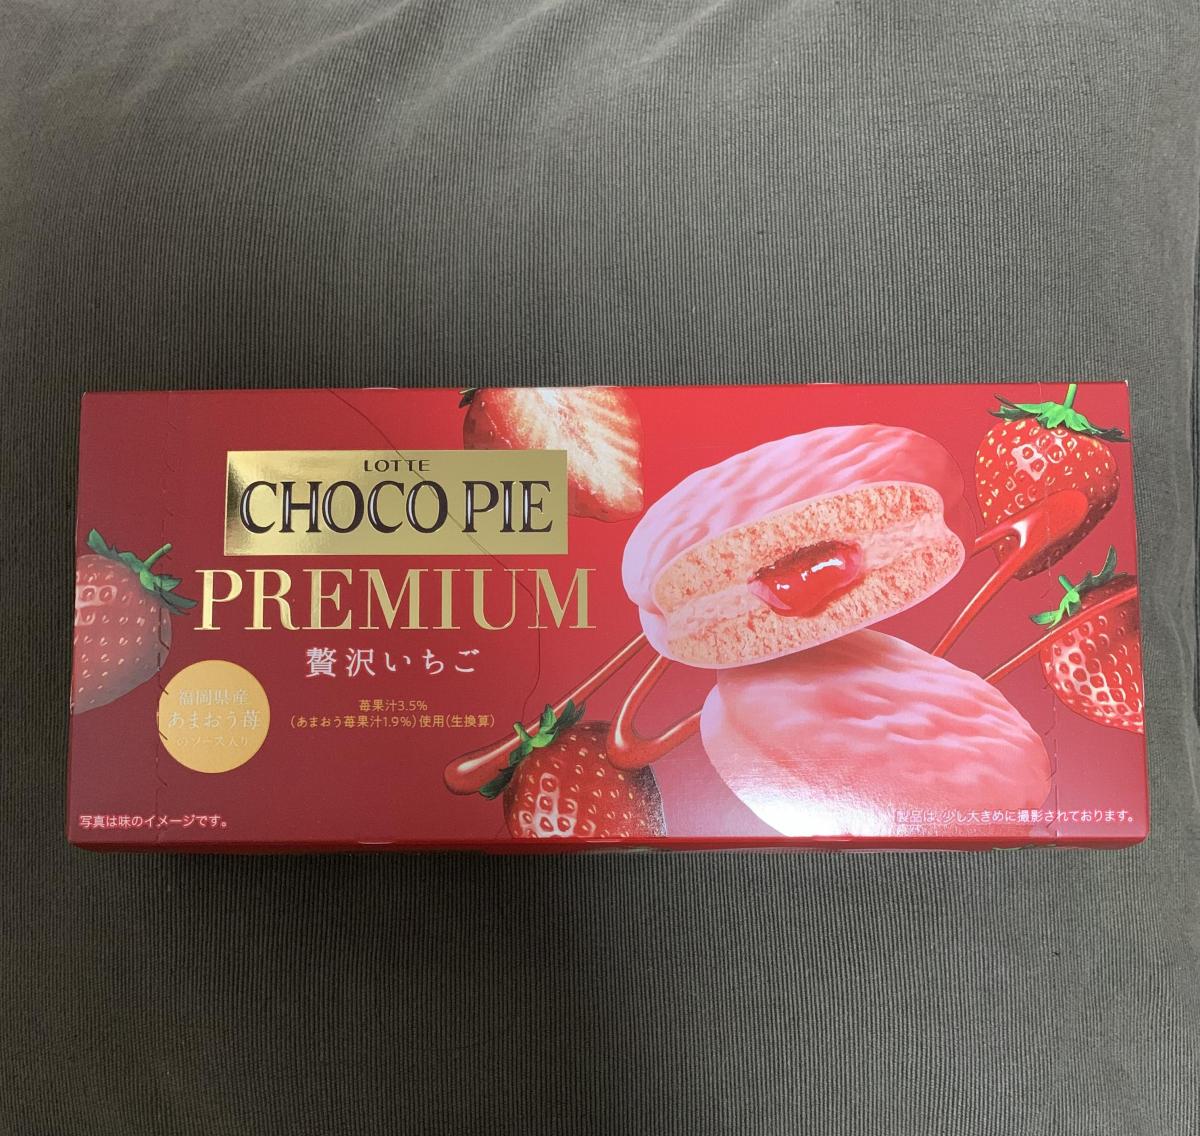 LOTTE
CHOCO PIE
PREMIUM
贅沢いちご
福岡県産
あまおう苺
のソース入り
苺果汁3.5%
(あまおう苺果汁1.9%)使用(生換算)
写真は味のイメージです。
製品は、少し大きめに撮影されております。